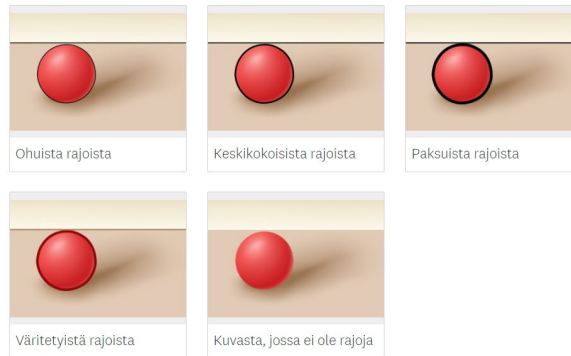 Ohuista rajoista
Keskikokoisista rajoista
Paksuista rajoista
Väritetyistä rajoista
Kuvasta, jossa ei ole rajoja